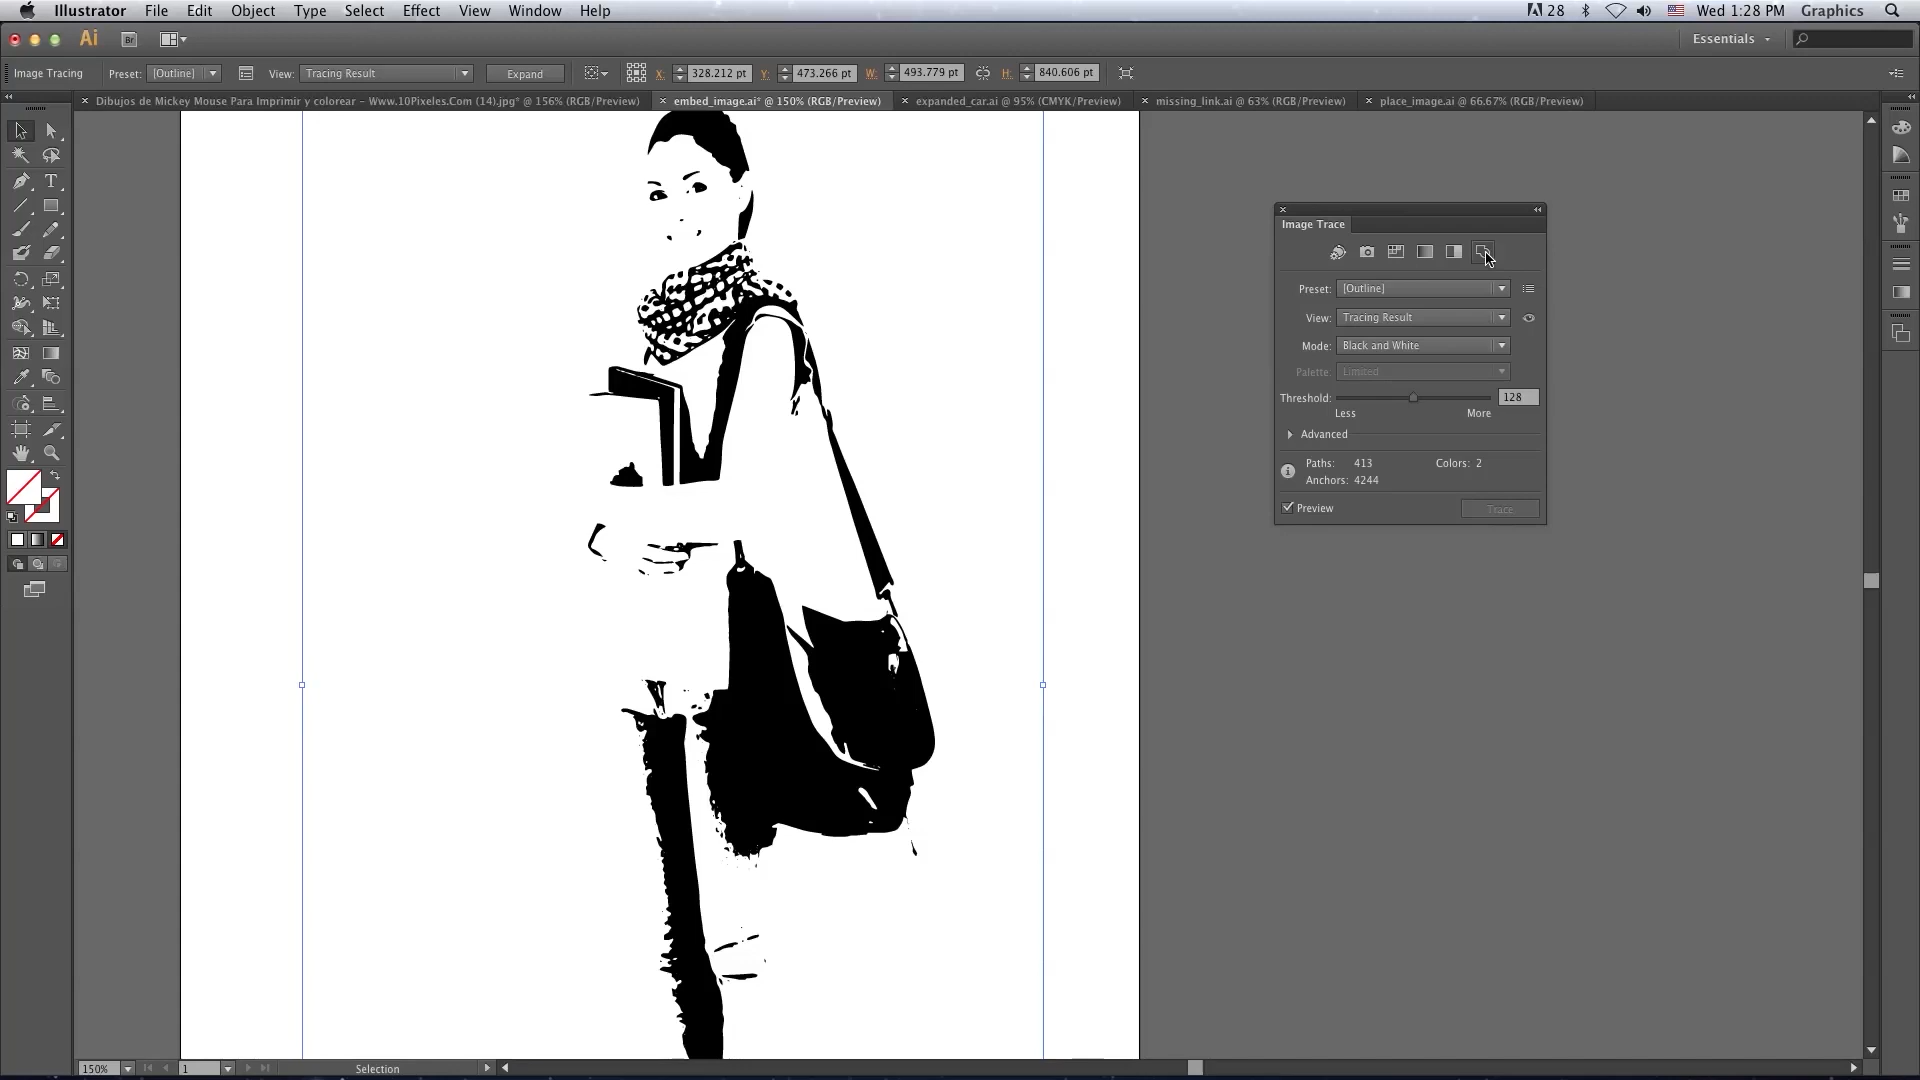 Illustrator File Edit Object Type Select Effect View Window Help 28 Wed 1:28 PM Graphics
Ai Br Essentials
Image Tracing Preset: [Outline] View: Tracing Result Expand X: 328.212 pt Y: 473.266 pt W: 493.779 pt H: 840.606 pt
Dibujos de Mickey Mouse Para Imprimir y colorear – Www.10Pixeles.Com (14).jpg* @ 156% (RGB/Preview) embed_image.ai* @ 150% (RGB/Preview) expanded_car.ai @ 95% (CMYK/Preview) missing_link.ai @ 63% (RGB/Preview) place_image.ai @ 66.67% (RGB/Preview)
Image Trace
Preset: [Outline]
View: Tracing Result
Mode: Black and White
Palette: Limited
Threshold: 128
Less More
Advanced
Paths: 413 Colors: 2
Anchors: 4244
Preview Trace
150% 1 Selection